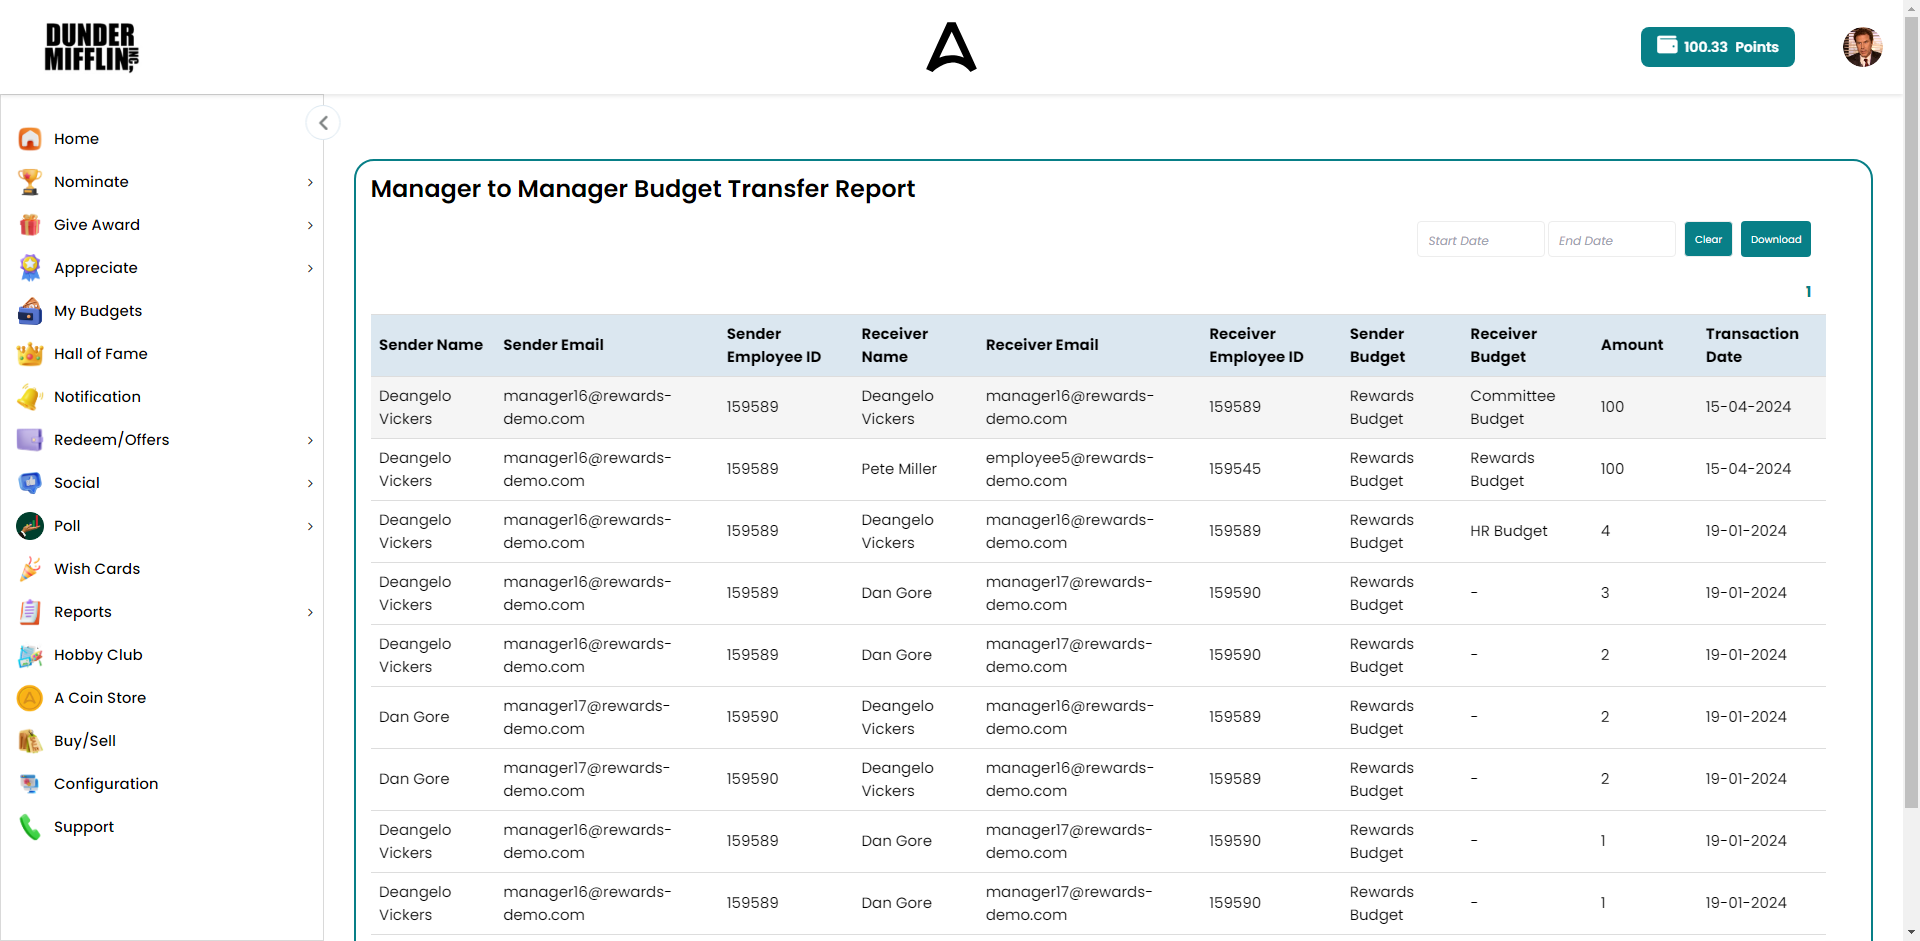 DUNDER
MIFFLIN, INC
100.33 Points
Home
Nominate
Give Award
Appreciate
My Budgets
Hall of Fame
Notification
Redeem/Offers
Social
Poll
Wish Cards
Reports
Hobby Club
A Coin Store
Buy/Sell
Configuration
Support
Manager to Manager Budget Transfer Report
Start Date End Date Clear Download
1
Sender Name Sender Email Sender Employee ID Receiver Name Receiver Email Receiver Employee ID Sender Budget Receiver Budget Amount Transaction Date
Deangelo Vickers manager16@rewards-demo.com 159589 Deangelo Vickers manager16@rewards-demo.com 159589 Rewards Budget Committee Budget 100 15-04-2024
Deangelo Vickers manager16@rewards-demo.com 159589 Pete Miller employee5@rewards-demo.com 159545 Rewards Budget Rewards Budget 100 15-04-2024
Deangelo Vickers manager16@rewards-demo.com 159589 Deangelo Vickers manager16@rewards-demo.com 159589 Rewards Budget HR Budget 4 19-01-2024
Deangelo Vickers manager16@rewards-demo.com 159589 Dan Gore manager17@rewards-demo.com 159590 Rewards Budget - 3 19-01-2024
Deangelo Vickers manager16@rewards-demo.com 159589 Dan Gore manager17@rewards-demo.com 159590 Rewards Budget - 2 19-01-2024
Dan Gore manager17@rewards-demo.com 159590 Deangelo Vickers manager16@rewards-demo.com 159589 Rewards Budget - 2 19-01-2024
Dan Gore manager17@rewards-demo.com 159590 Deangelo Vickers manager16@rewards-demo.com 159589 Rewards Budget - 2 19-01-2024
Deangelo Vickers manager16@rewards-demo.com 159589 Dan Gore manager17@rewards-demo.com 159590 Rewards Budget - 1 19-01-2024
Deangelo Vickers manager16@rewards-demo.com 159589 Dan Gore manager17@rewards-demo.com 159590 Rewards Budget - 1 19-01-2024